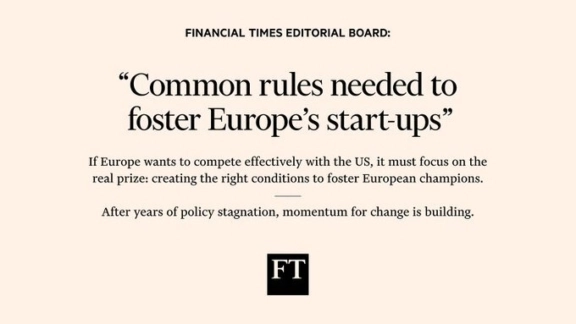 FINANCIAL TIMES EDITORIAL BOARD:
“Common rules needed to
foster Europe’s start-ups”
If Europe wants to compete effectively with the US, it must focus on the
real prize: creating the right conditions to foster European champions.
After years of policy stagnation, momentum for change is building.
FT